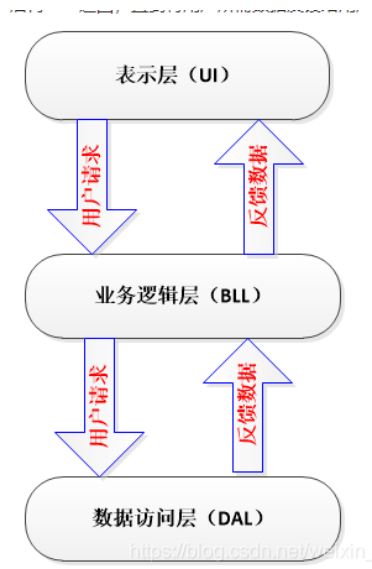 表示层（UI）
用户请求
反馈数据
业务逻辑层（BLL）
用户请求
反馈数据
数据访问层（DAL）
https://blog.csdn.net/weixin_